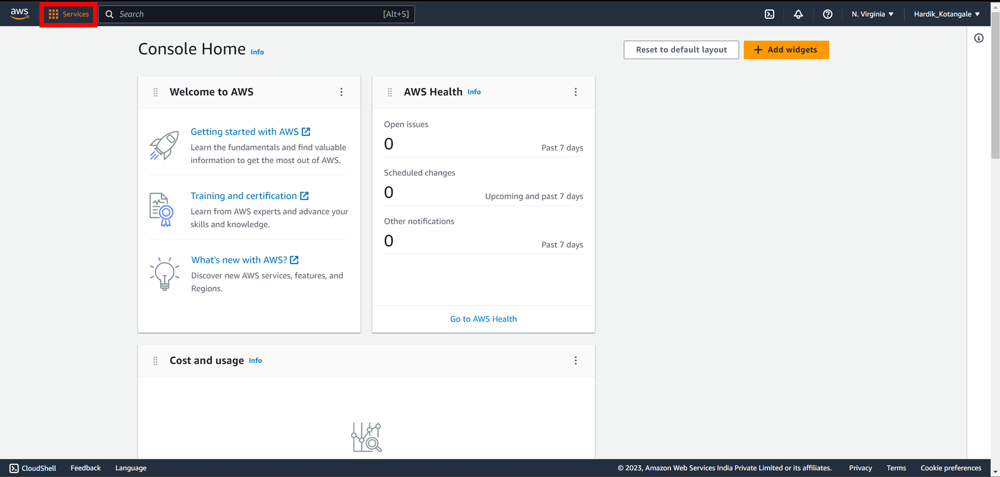 aws
Services
Search
[Alt+S]
N. Virginia
Hardik_Kotangale
Console Home Info
Reset to default layout
Add widgets
Welcome to AWS
Getting started with AWS
Learn the fundamentals and find valuable
information to get the most out of AWS.
Training and certification
Learn from AWS experts and advance your
skills and knowledge.
What's new with AWS?
Discover new AWS services, features, and
Regions.
AWS Health Info
Open issues
0
Past 7 days
Scheduled changes
0
Upcoming and past 7 days
Other notifications
0
Past 7 days
Go to AWS Health
Cost and usage Info
CloudShell
Feedback
Language
© 2023, Amazon Web Services India Private Limited or its affiliates.
Privacy
Terms
Cookie preferences